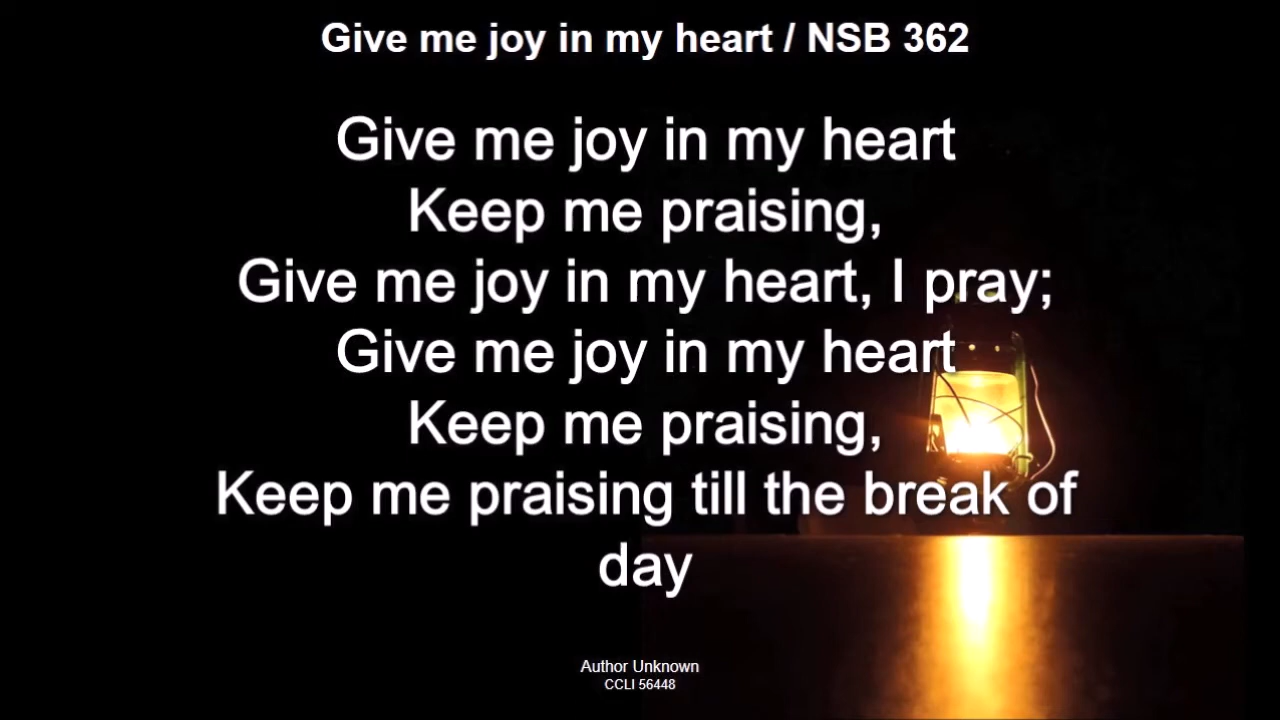 Give me joy in my heart / NSB 362
Give me joy in my heart
Keep me praising,
Give me joy in my heart, I pray;
Give me joy in my heart
Keep me praising,
Keep me praising till the break of
day
Author Unknown
CCLI 56448